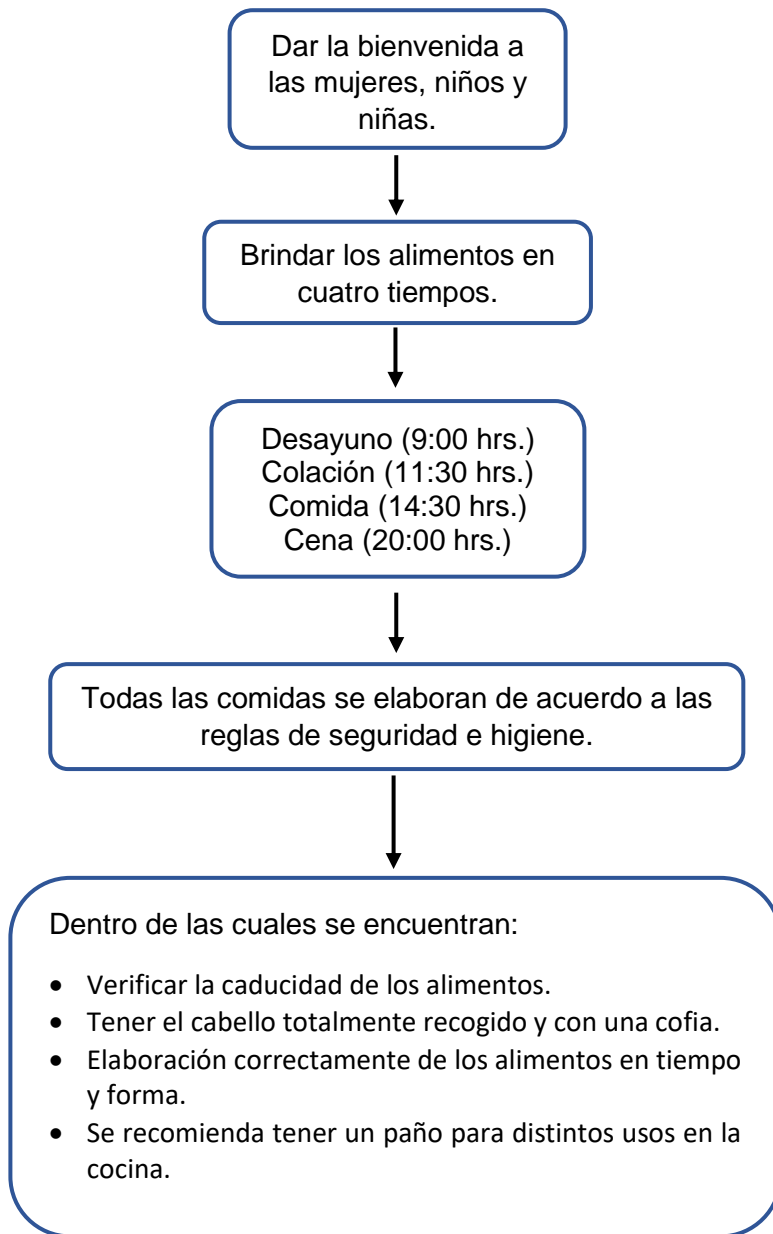 Dar la bienvenida a
las mujeres, niños y
niñas.
Brindar los alimentos en
cuatro tiempos.
Desayuno (9:00 hrs.)
Colación (11:30 hrs.)
Comida (14:30 hrs.)
Cena (20:00 hrs.)
Todas las comidas se elaboran de acuerdo a las
reglas de seguridad e higiene.
Dentro de las cuales se encuentran:
• Verificar la caducidad de los alimentos.
• Tener el cabello totalmente recogido y con una cofia.
• Elaboración correctamente de los alimentos en tiempo
y forma.
• Se recomienda tener un paño para distintos usos en la
cocina.